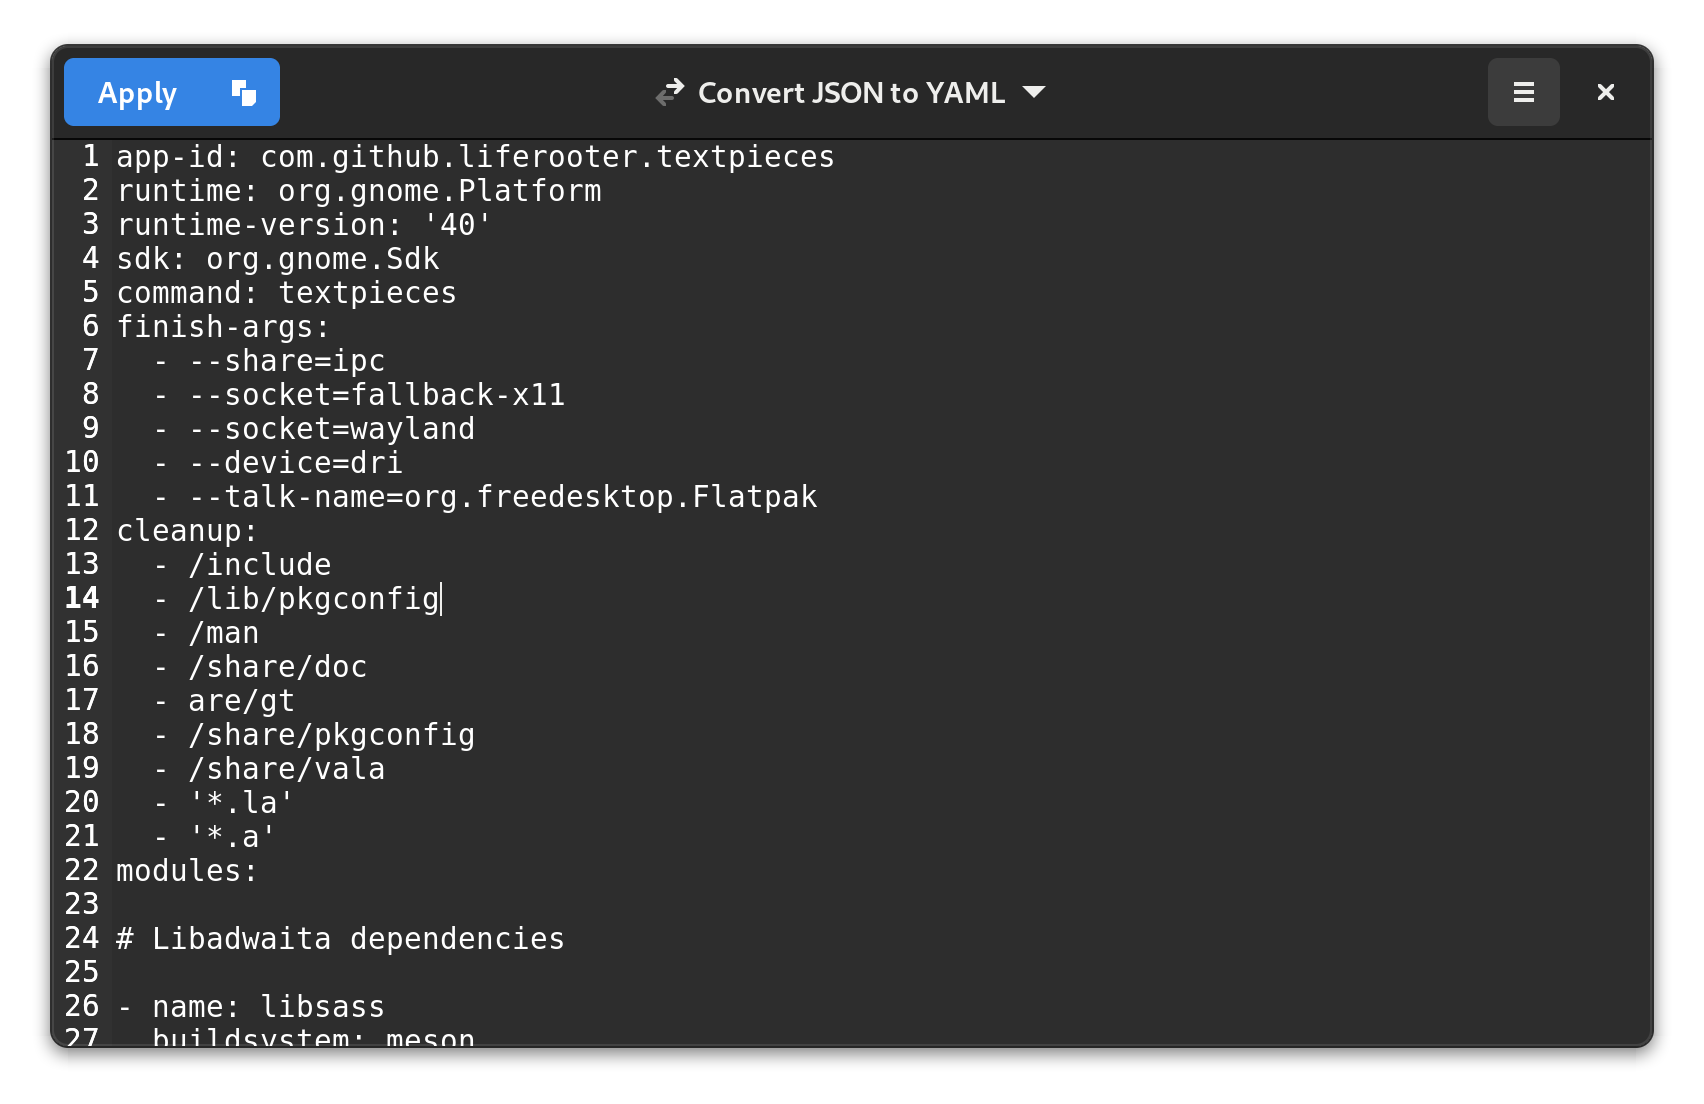 Apply
Convert JSON to YAML
1 app-id: com.github.liferooter.textpieces
2 runtime: org.gnome.Platform
3 runtime-version: '40'
4 sdk: org.gnome.Sdk
5 command: textpieces
6 finish-args:
7   - --share=ipc
8   - --socket=fallback-x11
9   - --socket=wayland
10   - --device=dri
11   - --talk-name=org.freedesktop.Flatpak
12 cleanup:
13   - /include
14   - /lib/pkgconfig
15   - /man
16   - /share/doc
17   - are/gt
18   - /share/pkgconfig
19   - /share/vala
20   - '*.la'
21   - '*.a'
22 modules:
23
24 # Libadwaita dependencies
25
26 - name: libsass
27   buildsystem: meson